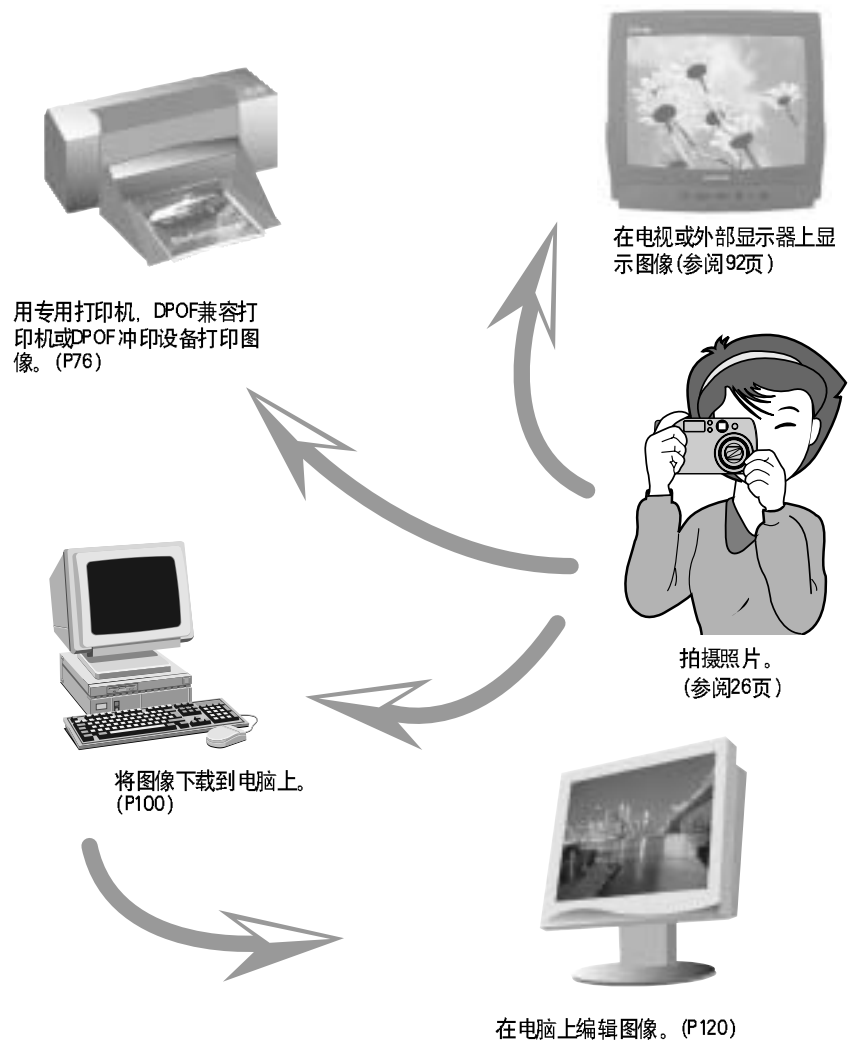 在电视或外部显示器上显
示图像(参阅92页)
用专用打印机, DPOF兼容打
印机或DPOF冲印设备打印图
像。(P76)
拍摄照片。
(参阅26页)
将图像下载到电脑上。
(P100)
在电脑上编辑图像。(P120)